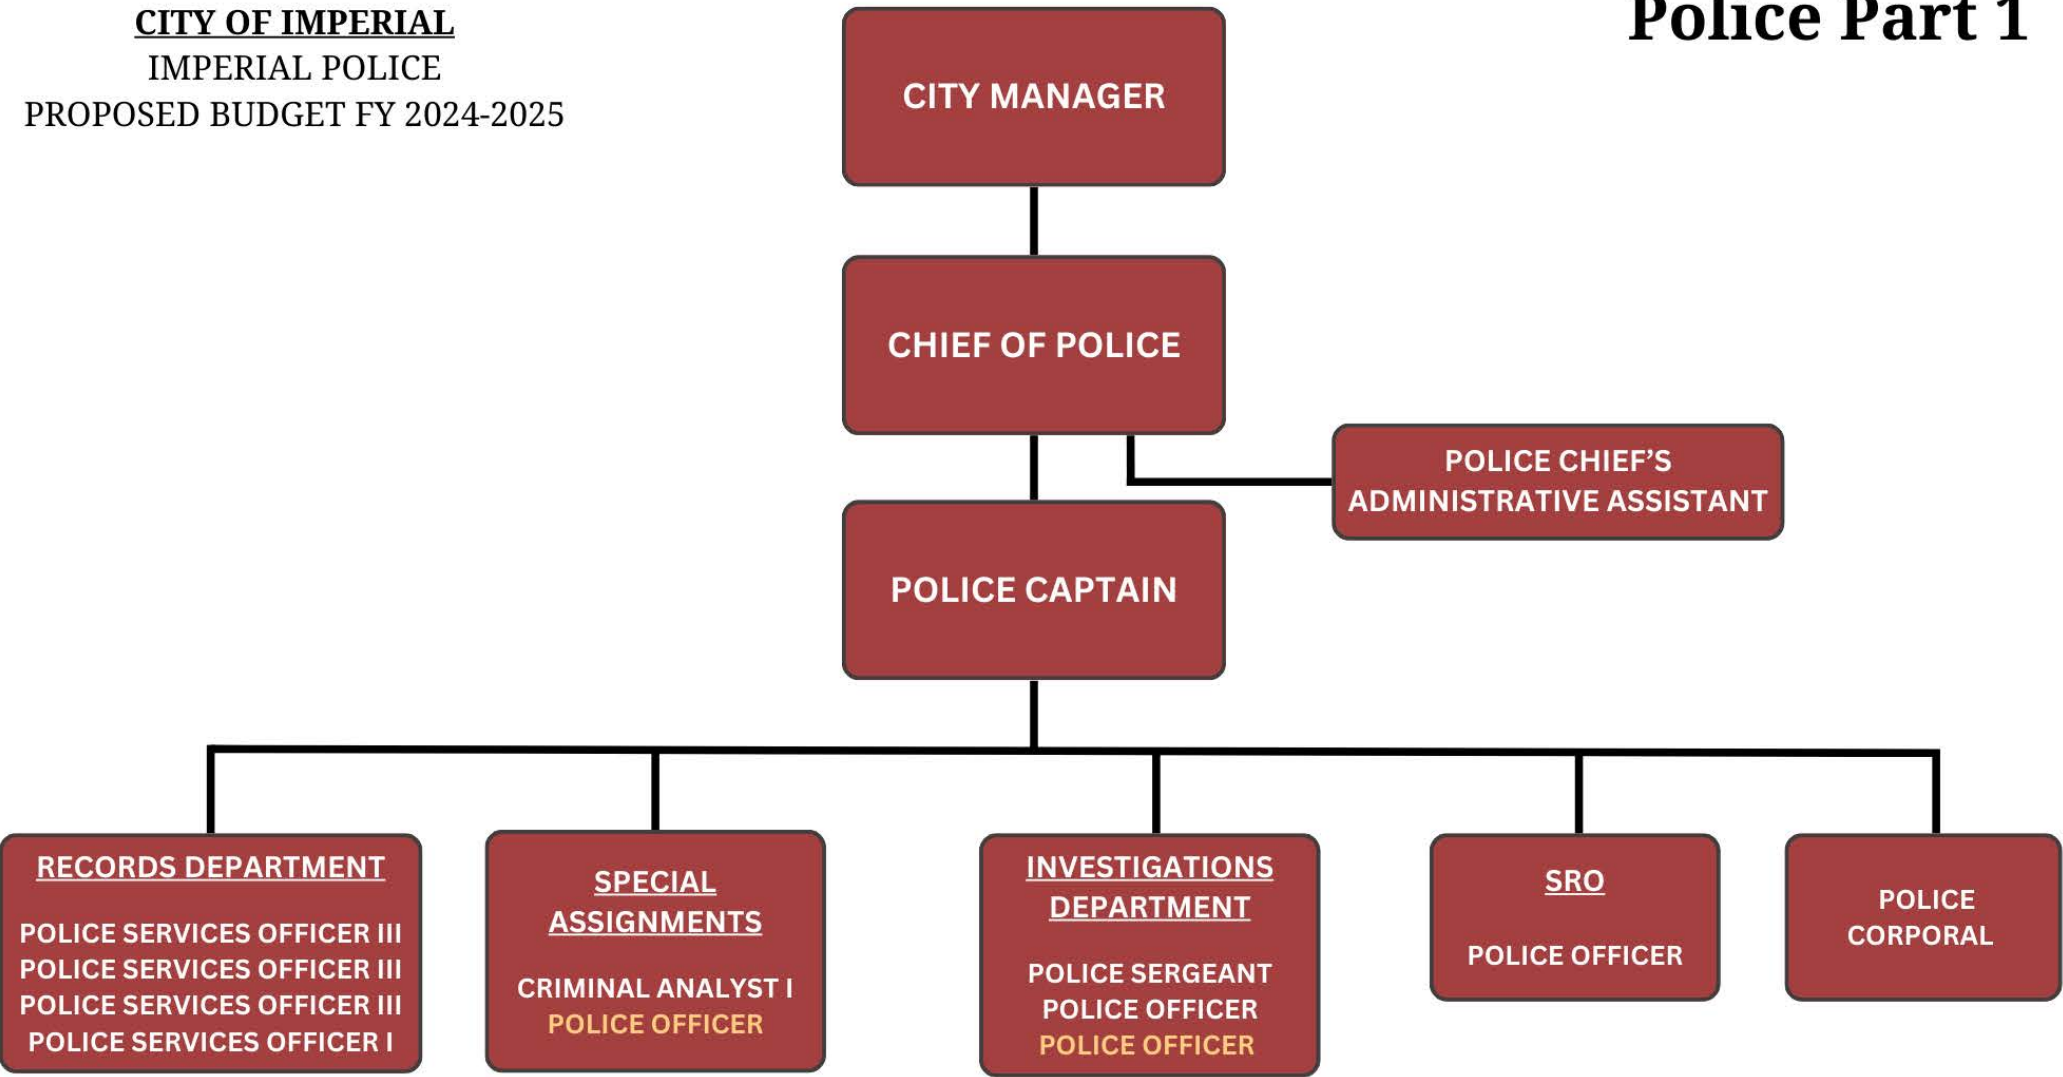 CITY OF IMPERIAL
IMPERIAL POLICE
PROPOSED BUDGET FY 2024-2025
Police Part 1
CITY MANAGER
CHIEF OF POLICE
POLICE CHIEF’S
ADMINISTRATIVE ASSISTANT
POLICE CAPTAIN
RECORDS DEPARTMENT
POLICE SERVICES OFFICER III
POLICE SERVICES OFFICER III
POLICE SERVICES OFFICER III
POLICE SERVICES OFFICER I
SPECIAL
ASSIGNMENTS
CRIMINAL ANALYST I
POLICE OFFICER
INVESTIGATIONS
DEPARTMENT
POLICE SERGEANT
POLICE OFFICER
POLICE OFFICER
SRO
POLICE OFFICER
POLICE
CORPORAL